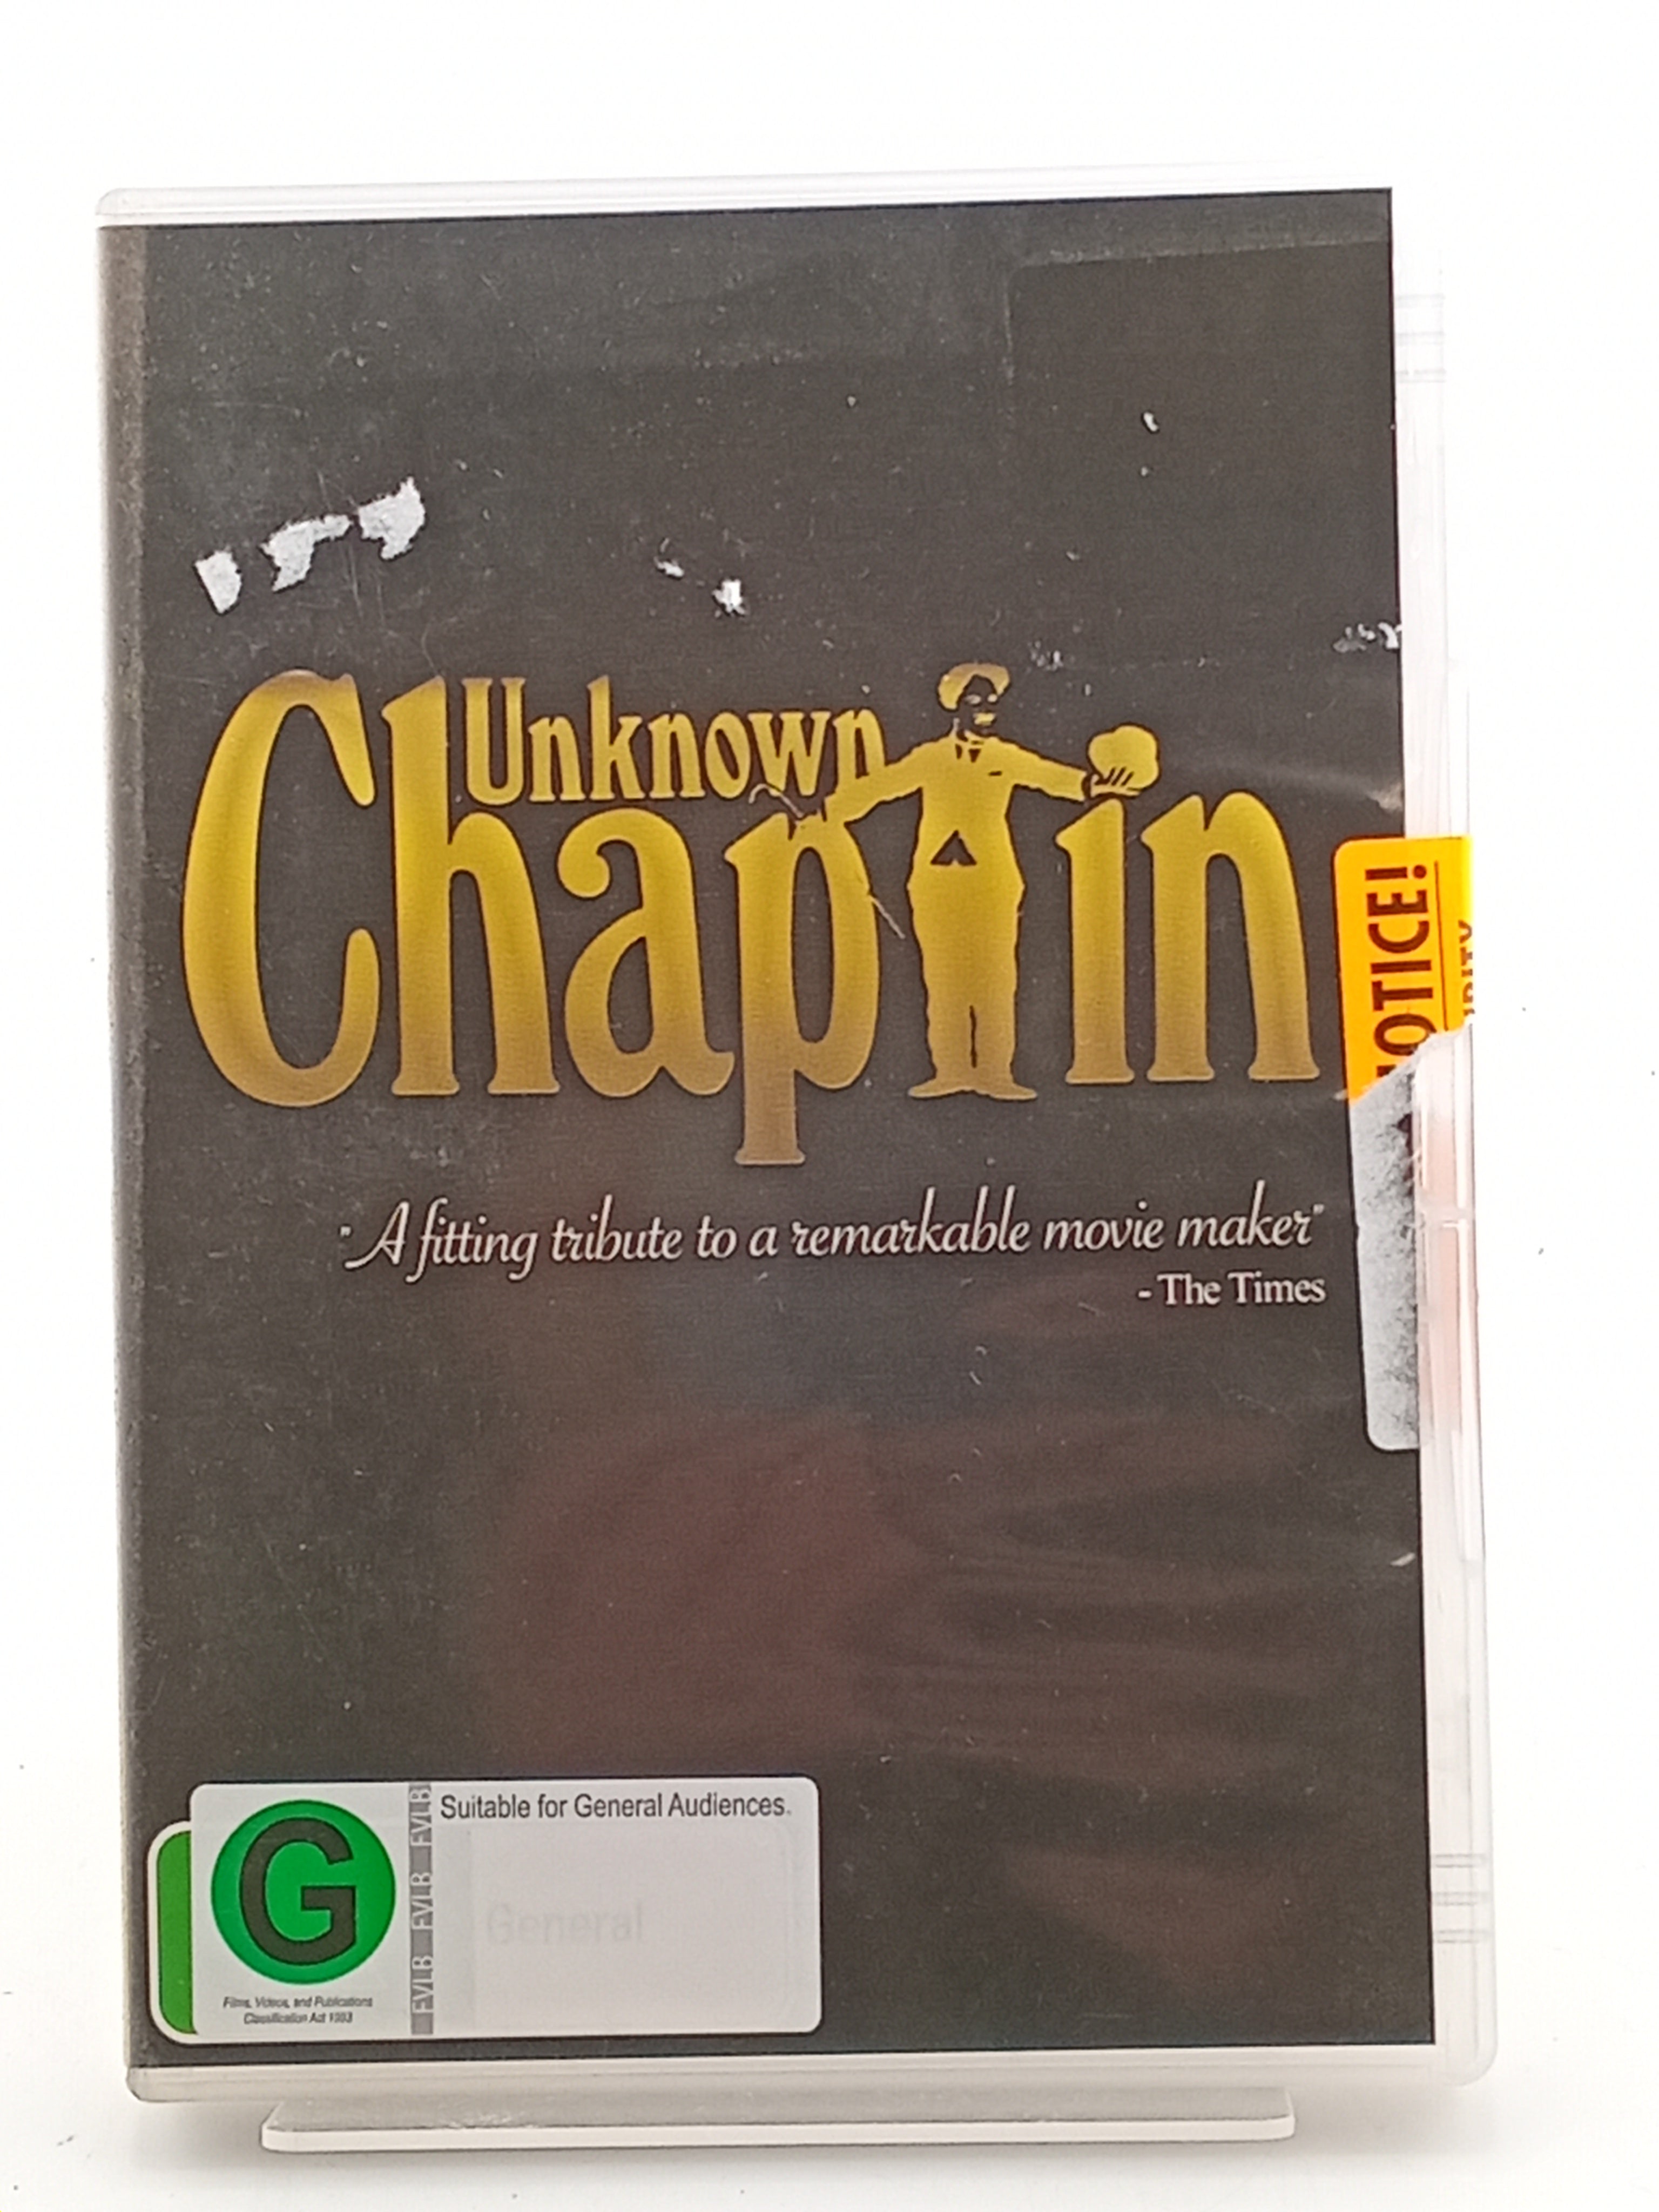 Unknown
Chaplin
"A fitting tribute to a remarkable movie maker"
- The Times
NOTICE!
G
Films, Videos, and Publications
Classification Act 1993
FVLB FVLB FVLB
Suitable for General Audiences.
General